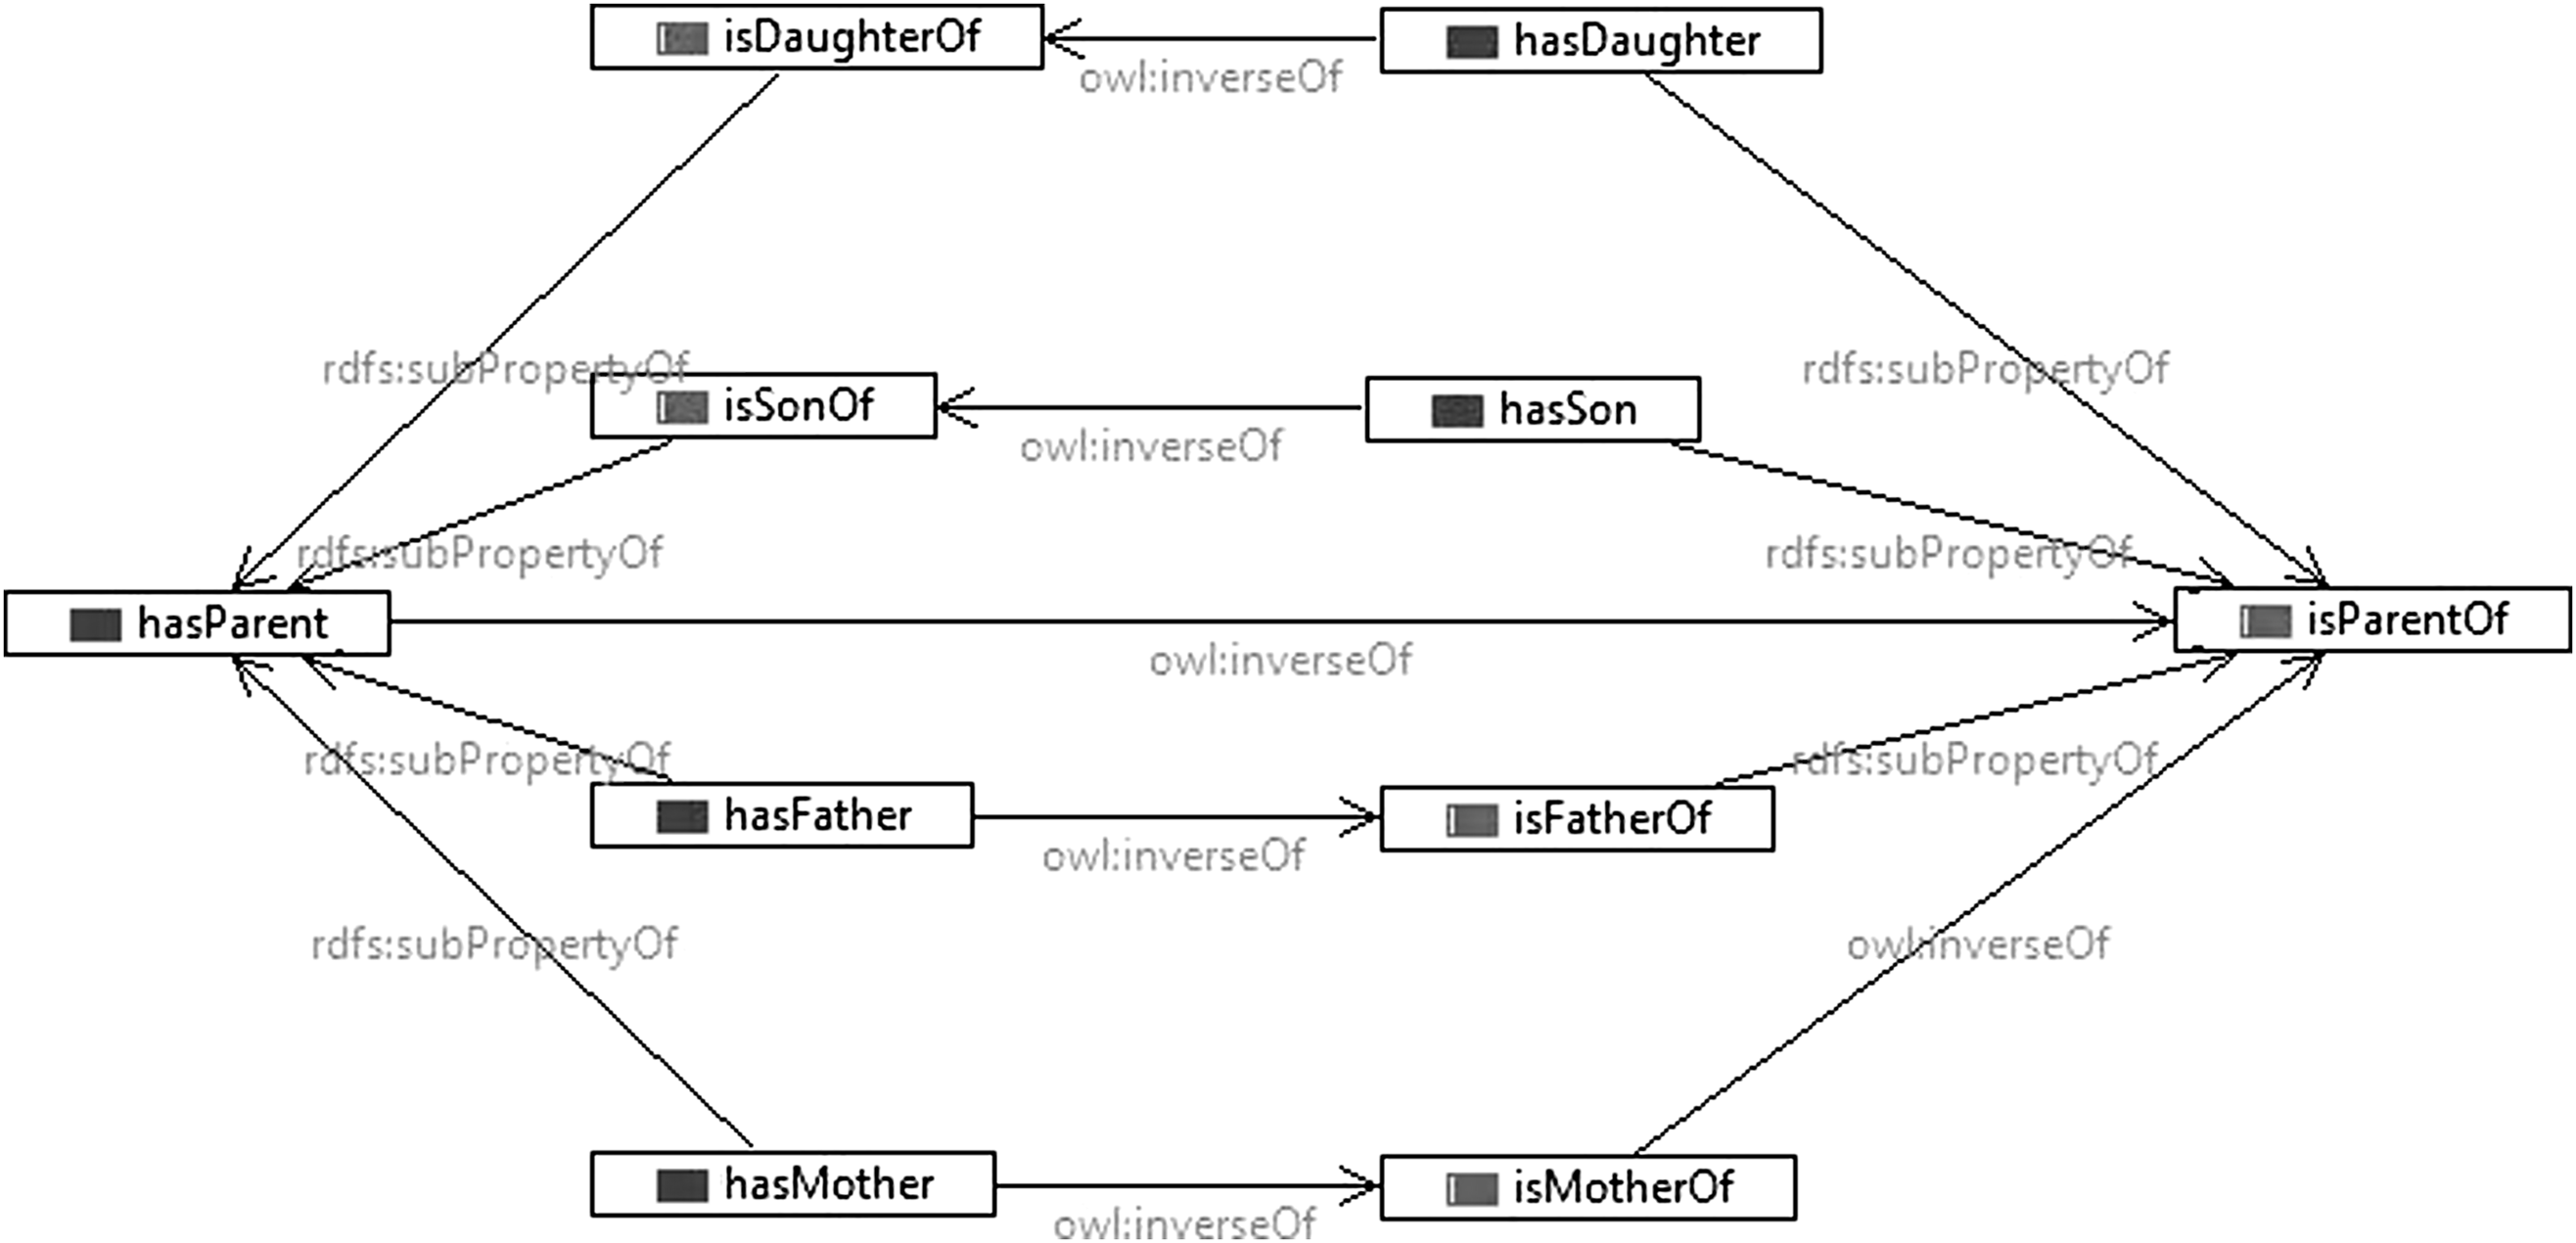 isDaughterOf
hasDaughter
owl:inverseOf
rdfs:subPropertyOf
rdfs:subPropertyOf
isSonOf
hasSon
owl:inverseOf
rdfs:subPropertyOf
rdfs:subPropertyOf
hasParent
isParentOf
owl:inverseOf
rdfs:subPropertyOf
rdfs:subPropertyOf
hasFather
isFatherOf
owl:inverseOf
rdfs:subPropertyOf
owl:inverseOf
hasMother
isMotherOf
owl:inverseOf